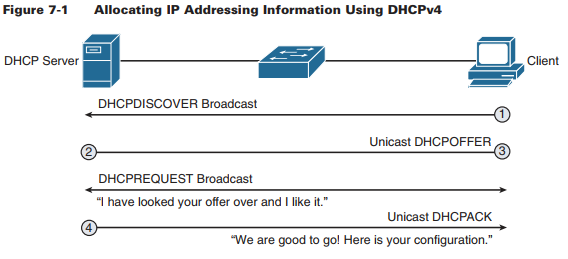 Figure 7-1 Allocating IP Addressing Information Using DHCPv4
DHCP Server
Client
DHCPDISCOVER Broadcast
1
Unicast DHCPOFFER
2
3
DHCPREQUEST Broadcast
“I have looked your offer over and I like it.”
Unicast DHCPACK
4
“We are good to go! Here is your configuration.”